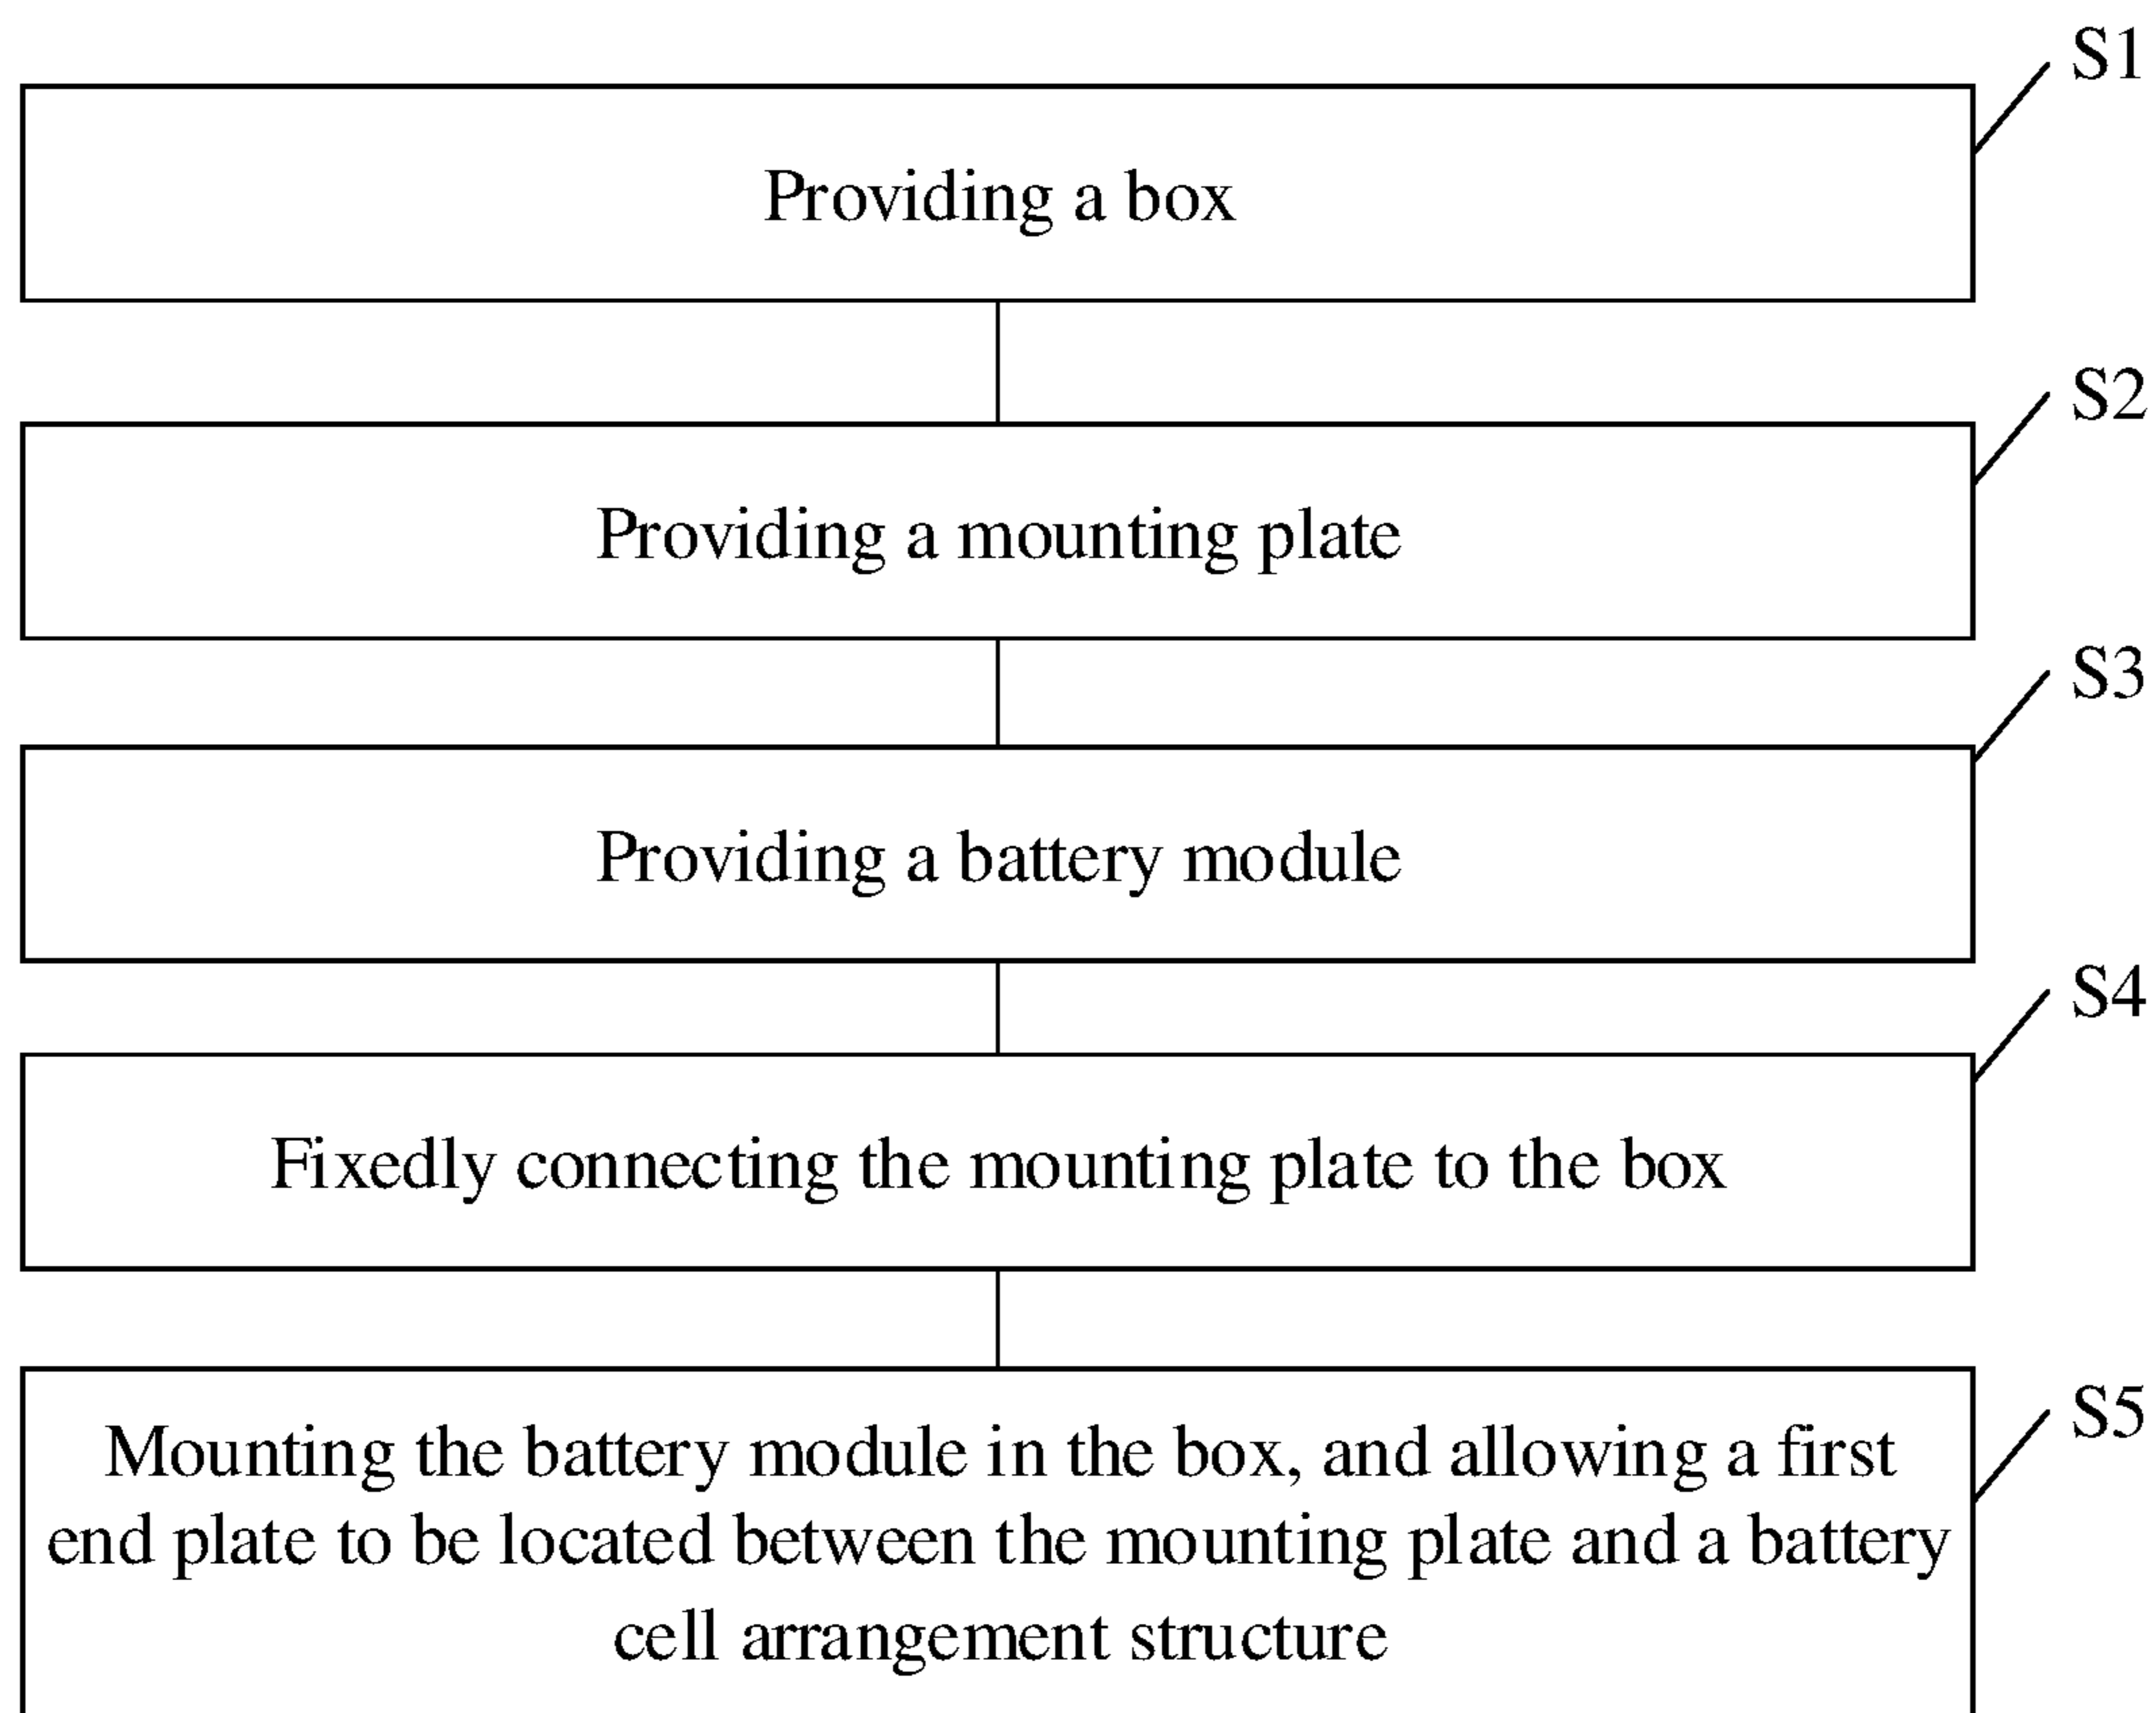 S1
Providing a box
S2
Providing a mounting plate
S3
Providing a battery module
S4
Fixedly connecting the mounting plate to the box
S5
Mounting the battery module in the box, and allowing a first
end plate to be located between the mounting plate and a battery
cell arrangement structure